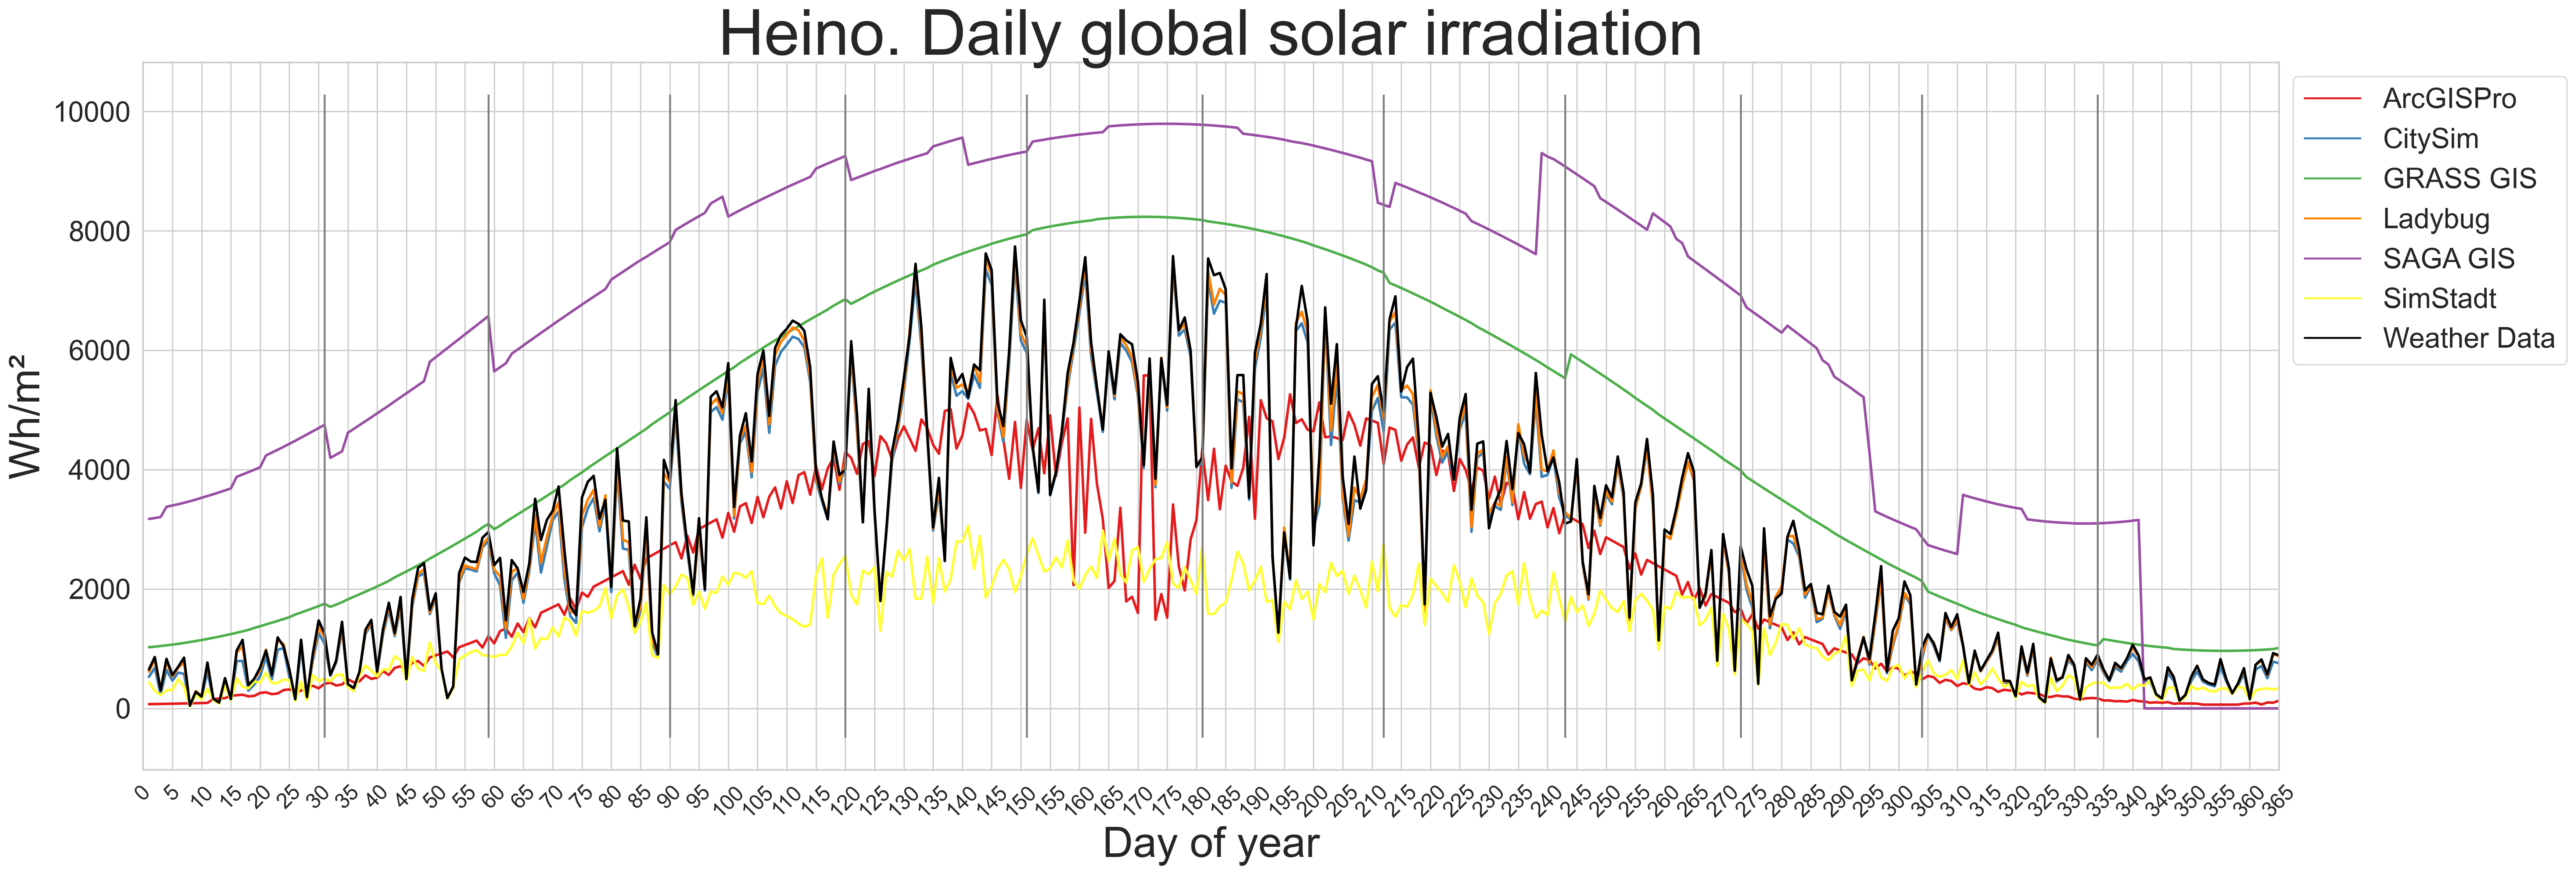 Heino. Daily global solar irradiation
Wh/m²
10000
8000
6000
4000
2000
0
0 5 10 15 20 25 30 35 40 45 50 55 60 65 70 75 80 85 90 95 100 105 110 115 120 125 130 135 140 145 150 155 160 165 170 175 180 185 190 195 200 205 210 215 220 225 230 235 240 245 250 255 260 265 270 275 280 285 290 295 300 305 310 315 320 325 330 335 340 345 350 355 360 365
Day of year
ArcGISPro
CitySim
GRASS GIS
Ladybug
SAGA GIS
SimStadt
Weather Data